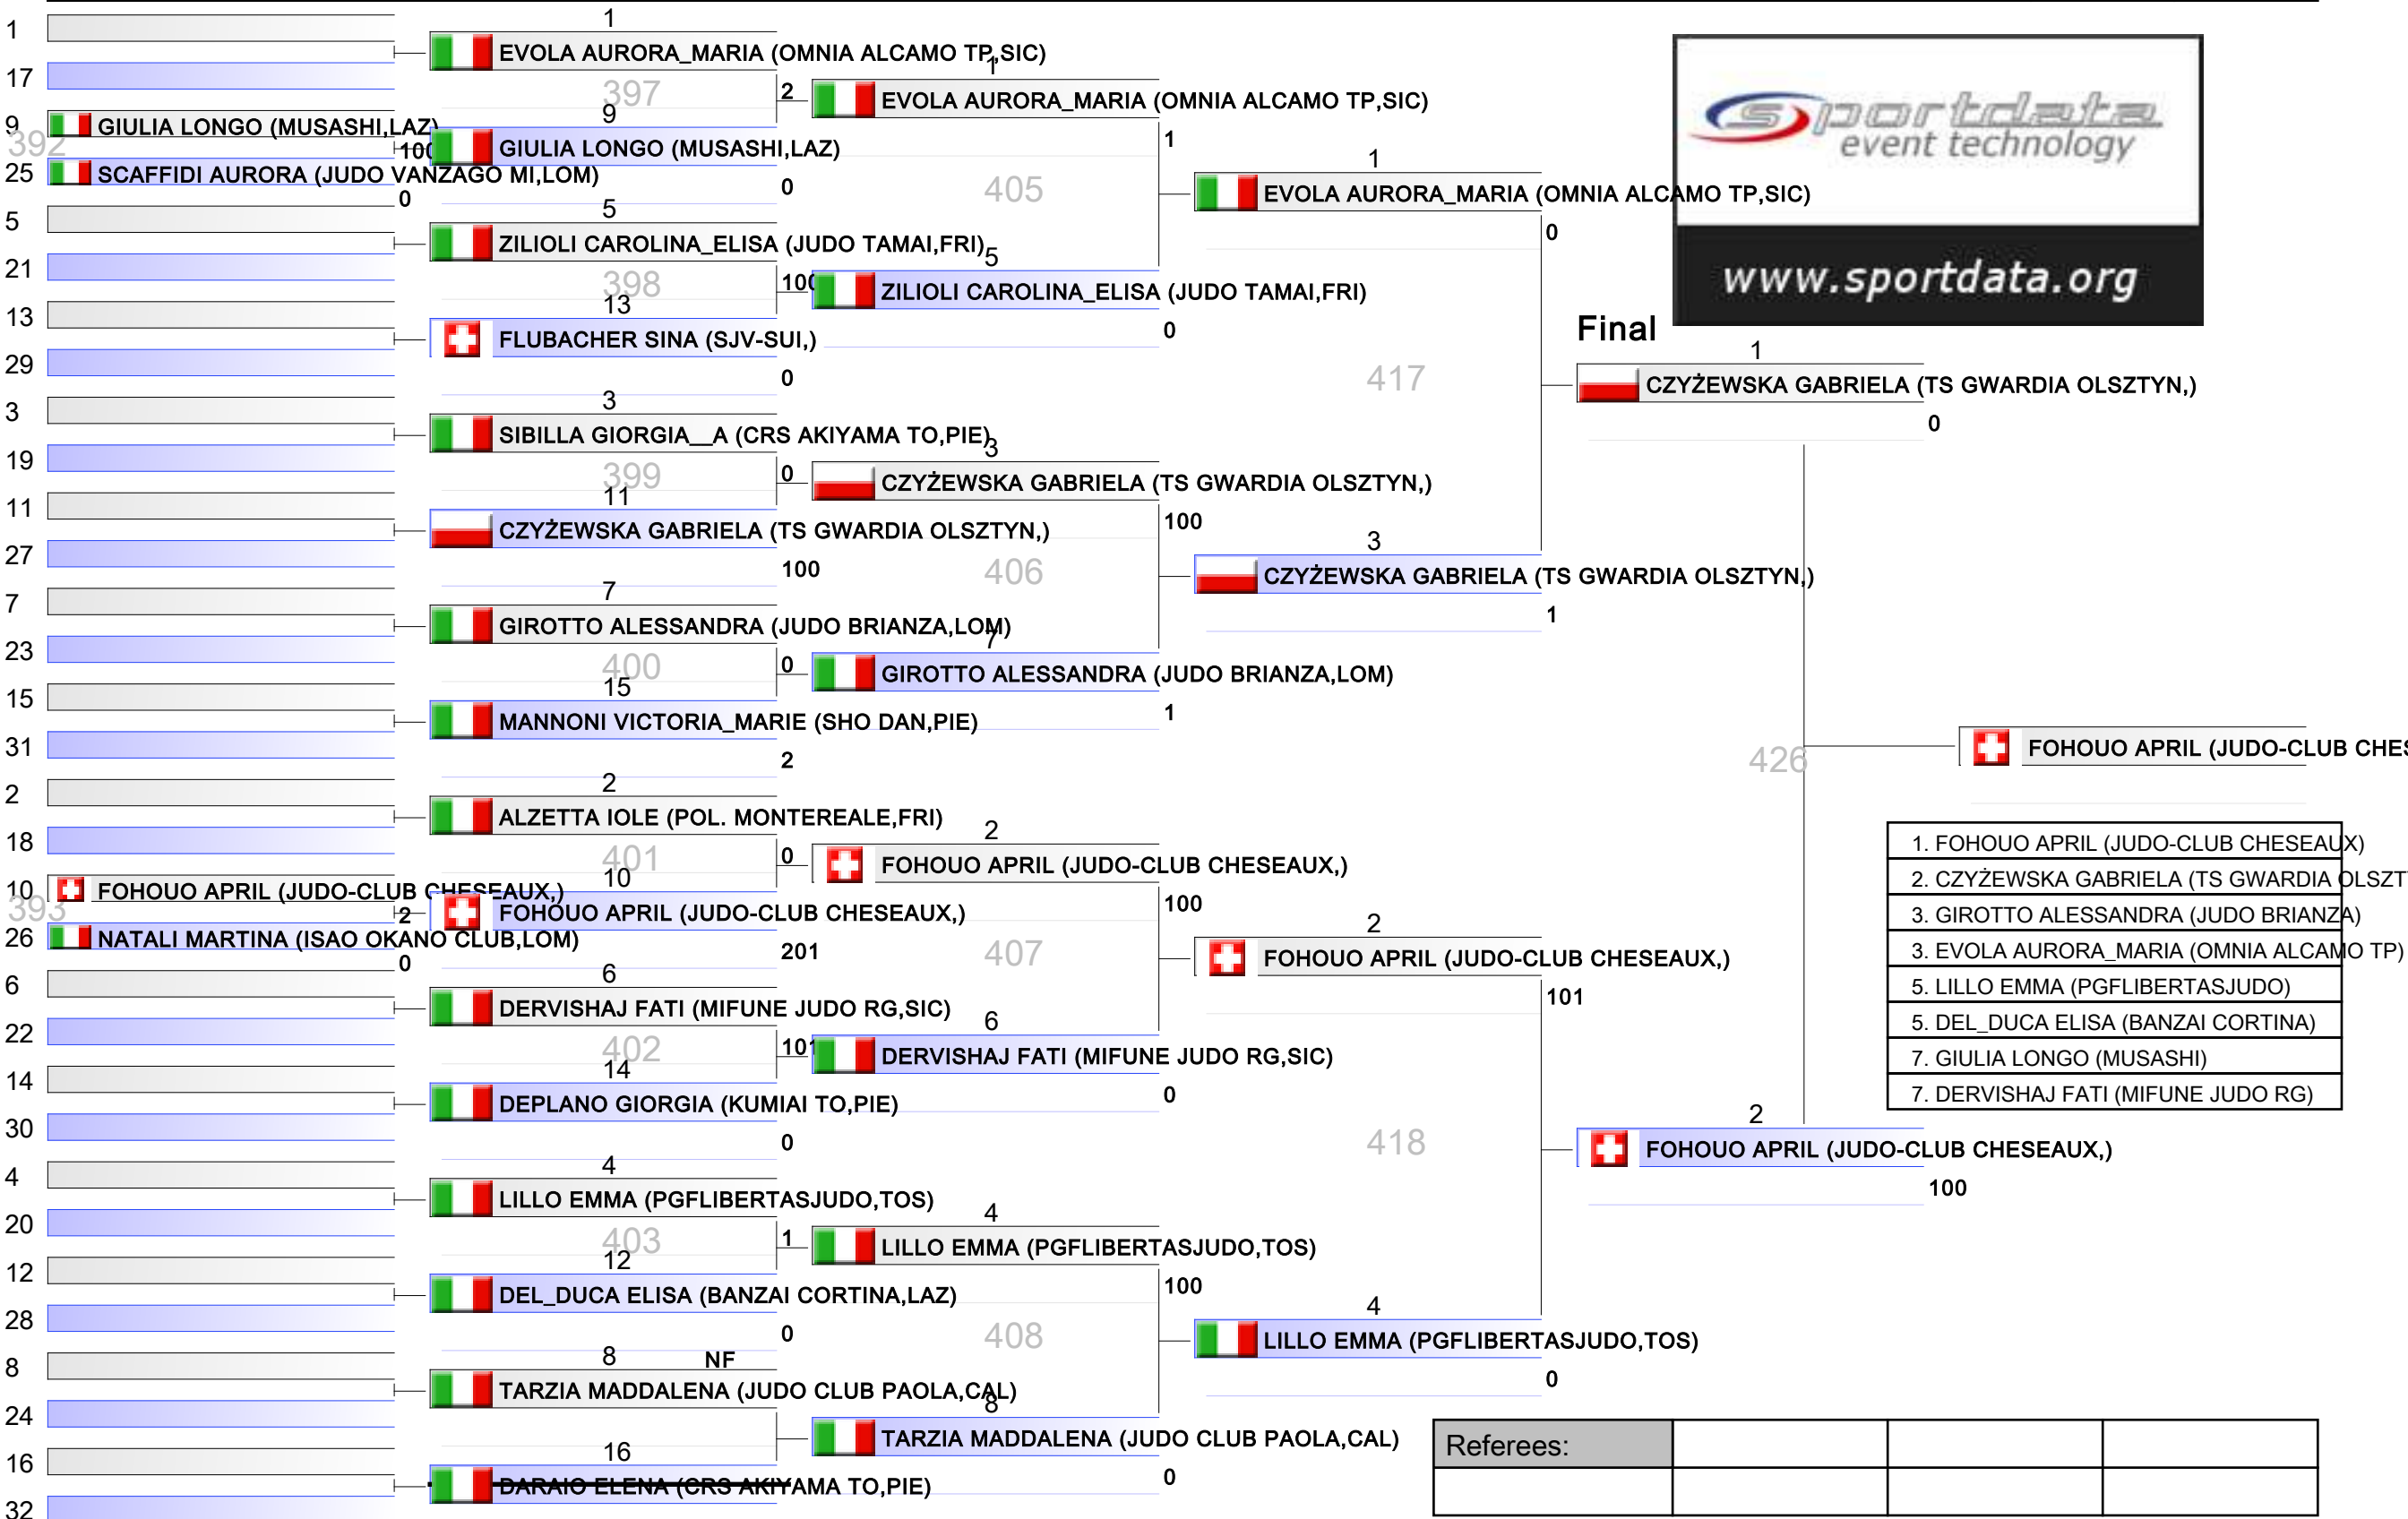 1
17
9 GIULIA LONGO (MUSASHI,LAZ)
392
100
25 SCAFFIDI AURORA (JUDO VANZAGO MI,LOM)
0
5
21
13
29
3
19
11
27
7
23
15
31
2
18
10 FOHOUO APRIL (JUDO-CLUB CHESEAUX,)
393
2
26 NATALI MARTINA (ISAO OKANO CLUB,LOM)
0
6
22
14
30
4
20
12
28
8
24
16
32
1
EVOLA AURORA_MARIA (OMNIA ALCAMO TP,SIC)
397
2
9
GIULIA LONGO (MUSASHI,LAZ)
0
5
ZILIOLI CAROLINA_ELISA (JUDO TAMAI,FRI)
398
100
13
FLUBACHER SINA (SJV-SUI,)
0
3
SIBILLA GIORGIA__A (CRS AKIYAMA TO,PIE)
399
0
11
CZYŻEWSKA GABRIELA (TS GWARDIA OLSZTYN,)
100
7
GIROTTO ALESSANDRA (JUDO BRIANZA,LOM)
400
0
15
MANNONI VICTORIA_MARIE (SHO DAN,PIE)
2
2
ALZETTA IOLE (POL. MONTEREALE,FRI)
401
0
10
FOHOUO APRIL (JUDO-CLUB CHESEAUX,)
201
6
DERVISHAJ FATI (MIFUNE JUDO RG,SIC)
402
101
14
DEPLANO GIORGIA (KUMIAI TO,PIE)
0
4
LILLO EMMA (PGFLIBERTASJUDO,TOS)
403
1
12
DEL_DUCA ELISA (BANZAI CORTINA,LAZ)
0
8 NF
TARZIA MADDALENA (JUDO CLUB PAOLA,CAL)
16
DARAIO ELENA (CRS AKIYAMA TO,PIE)
1
EVOLA AURORA_MARIA (OMNIA ALCAMO TP,SIC)
1
405
5
ZILIOLI CAROLINA_ELISA (JUDO TAMAI,FRI)
0
3
CZYŻEWSKA GABRIELA (TS GWARDIA OLSZTYN,)
100
406
7
GIROTTO ALESSANDRA (JUDO BRIANZA,LOM)
1
2
FOHOUO APRIL (JUDO-CLUB CHESEAUX,)
100
407
6
DERVISHAJ FATI (MIFUNE JUDO RG,SIC)
0
4
LILLO EMMA (PGFLIBERTASJUDO,TOS)
100
408
8
TARZIA MADDALENA (JUDO CLUB PAOLA,CAL)
0
1
EVOLA AURORA_MARIA (OMNIA ALCAMO TP,SIC)
0
417
3
CZYŻEWSKA GABRIELA (TS GWARDIA OLSZTYN,)
1
2
FOHOUO APRIL (JUDO-CLUB CHESEAUX,)
101
418
4
LILLO EMMA (PGFLIBERTASJUDO,TOS)
0
sportdata
event technology
www.sportdata.org
Final
1
CZYŻEWSKA GABRIELA (TS GWARDIA OLSZTYN,)
0
426
2
FOHOUO APRIL (JUDO-CLUB CHESEAUX,)
100
FOHOUO APRIL (JUDO-CLUB
1. FOHOUO APRIL (JUDO-CLUB CHESEAUX)
2. CZYŻEWSKA GABRIELA (TS GWARDIA
3. GIROTTO ALESSANDRA (JUDO BRIANZA)
3. EVOLA AURORA_MARIA (OMNIA ALCAMO TP)
5. LILLO EMMA (PGFLIBERTASJUDO)
5. DEL_DUCA ELISA (BANZAI CORTINA)
7. GIULIA LONGO (MUSASHI)
7. DERVISHAJ FATI (MIFUNE JUDO RG)
Referees: